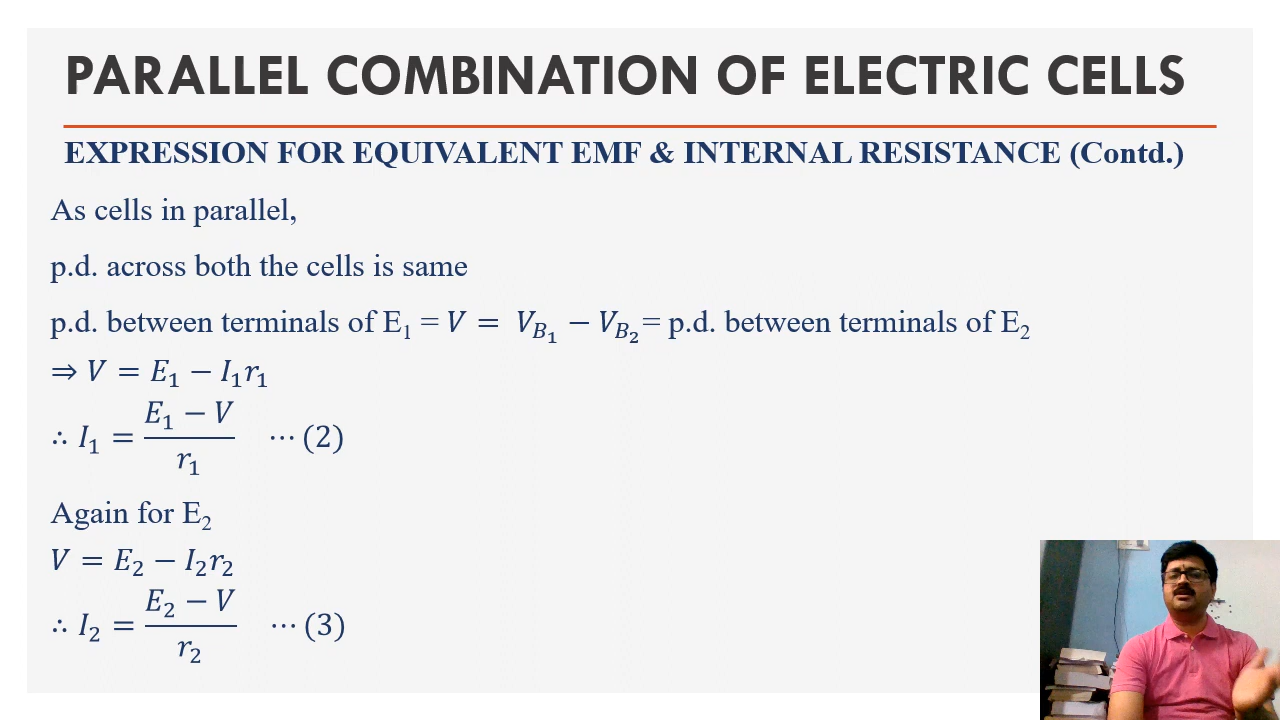 PARALLEL COMBINATION OF ELECTRIC CELLS
EXPRESSION FOR EQUIVALENT EMF & INTERNAL RESISTANCE (Contd.)
As cells in parallel,
p.d. across both the cells is same
p.d. between terminals of E₁ = V = V_{B₁} − V_{B₂} = p.d. between terminals of E₂
⇒ V = E₁ − I₁r₁
∴ I₁ = (E₁ − V)/r₁ ⋯ (2)
Again for E₂
V = E₂ − I₂r₂
∴ I₂ = (E₂ − V)/r₂ ⋯ (3)